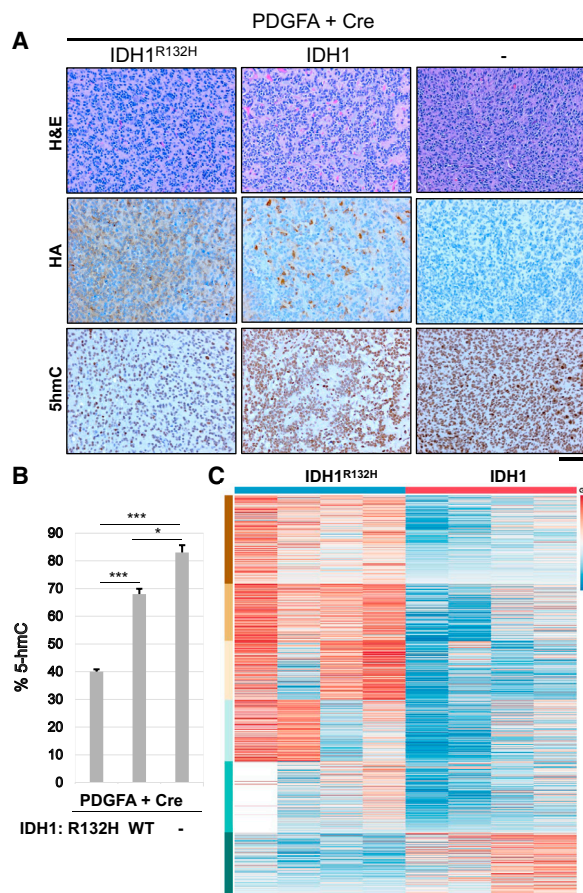 A
PDGFA + Cre
IDH1R132H IDH1 -
H&E
HA
5hmC
B
C
IDH1R132H IDH1
***
*
***
90
80
70
60
50
40
30
20
10
0
% 5-hmC
PDGFA + Cre
IDH1: R132H WT -